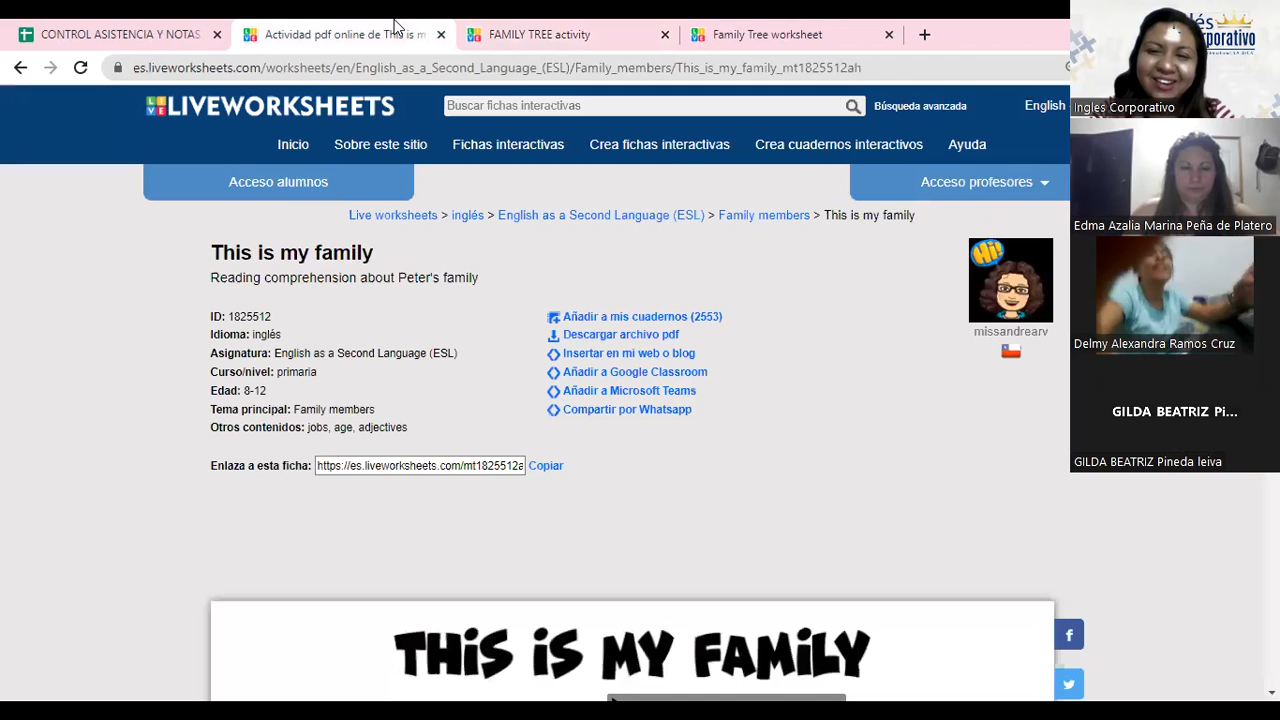 CONTROL ASISTENCIA Y NOTAS
Actividad pdf online de This is m
FAMILY TREE activity
Family Tree worksheet
es.liveworksheets.com/worksheets/en/English_as_a_Second_Language_(ESL)/Family_members/This_is_my_family_mt1825512ah
LIVE LIVEWORKSHEETS
Buscar fichas interactivas
Búsqueda avanzada
English
Inicio
Sobre este sitio
Fichas interactivas
Crea fichas interactivas
Crea cuadernos interactivos
Ayuda
Acceso alumnos
Acceso profesores
Live worksheets > inglés > English as a Second Language (ESL) > Family members > This is my family
This is my family
Reading comprehension about Peter's family
Hi!
missandrearv
ID: 1825512
Idioma: inglés
Asignatura: English as a Second Language (ESL)
Curso/nivel: primaria
Edad: 8-12
Tema principal: Family members
Otros contenidos: jobs, age, adjectives
Añadir a mis cuadernos (2553)
Descargar archivo pdf
Insertar en mi web o blog
Añadir a Google Classroom
Añadir a Microsoft Teams
Compartir por Whatsapp
Enlaza a esta ficha: https://es.liveworksheets.com/mt1825512a Copiar
THIS IS MY FAMILY
Ingles Corporativo
Edma Azalia Marina Peña de Platero
Delmy Alexandra Ramos Cruz
GILDA BEATRIZ Pi...
GILDA BEATRIZ Pineda leiva